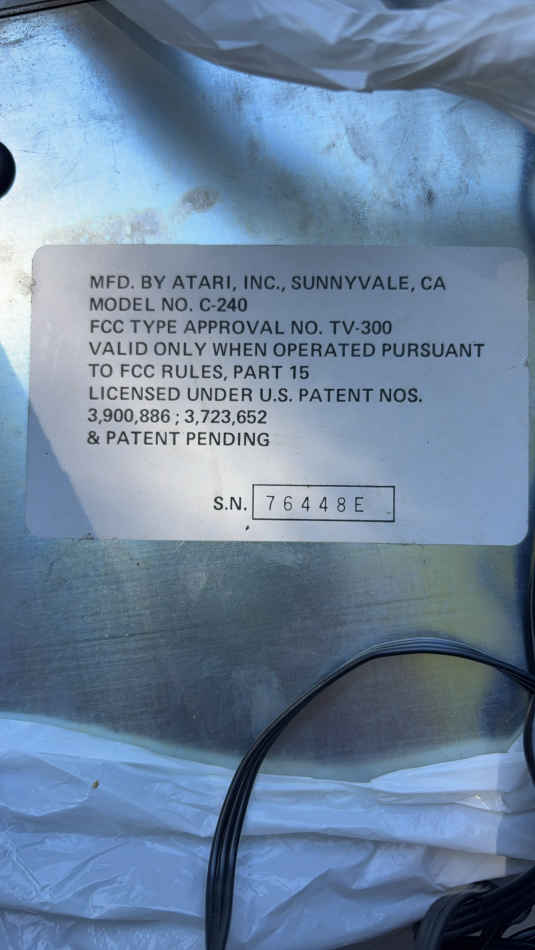 MFD. BY ATARI, INC., SUNNYVALE, CA
MODEL NO. C-240
FCC TYPE APPROVAL NO. TV-300
VALID ONLY WHEN OPERATED PURSUANT
TO FCC RULES, PART 15
LICENSED UNDER U.S. PATENT NOS.
3,900,886 ; 3,723,652
& PATENT PENDING
S.N. 76448E